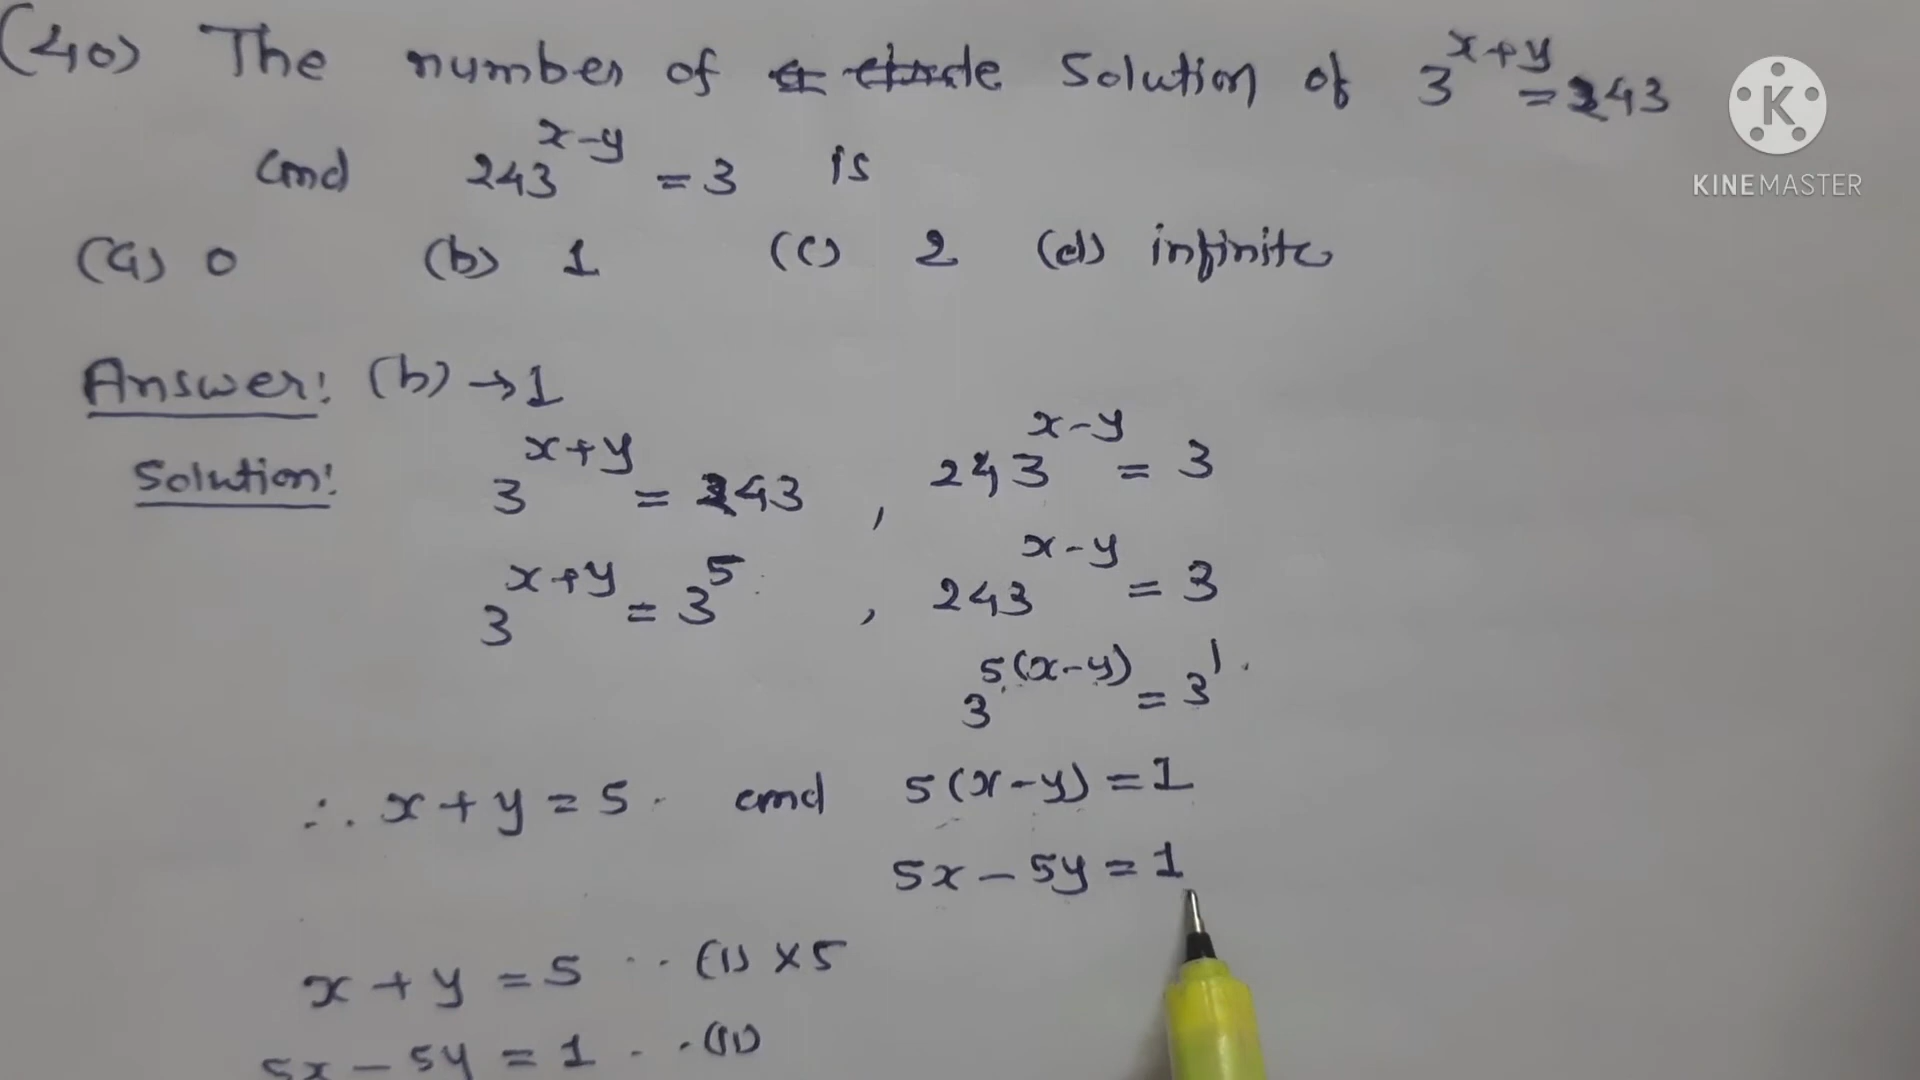 (40) The number of solution of 3^{x+y} = 243
K
KINEMASTER
and 243^{x-y} = 3 is
(a) 0 (b) 1 (c) 2 (d) infinite
Answer: (b) → 1
Solution: 3^{x+y} = 243 , 243^{x-y} = 3
3^{x+y} = 3^5 , 243^{x-y} = 3
3^{5(x-y)} = 3^1
∴ x + y = 5 and 5(x-y) = 1
5x - 5y = 1
x + y = 5 ... (i) x 5
5x - 5y = 1 ... (ii)